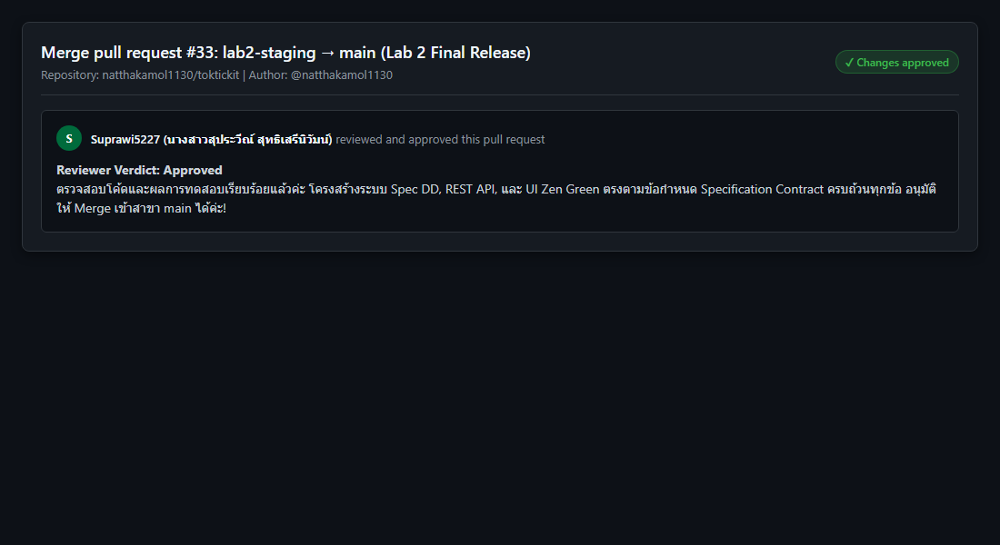 Merge pull request #33: lab2-staging → main (Lab 2 Final Release)
Repository: natthakamol1130/toktickit | Author: @natthakamol1130
✓ Changes approved
S
Suprawi5227 (นางสาวสุประวีณ์ สุทธิเสรีนิวัฒน์) reviewed and approved this pull request
Reviewer Verdict: Approved
ตรวจสอบโค้ดและผลการทดสอบเรียบร้อยแล้วค่ะ โครงสร้างระบบ Spec DD, REST API, และ UI Zen Green ตรงตามข้อกำหนด Specification Contract ครบถ้วนทุกข้อ อนุมัติ
ให้ Merge เข้าสาขา main ได้ค่ะ!